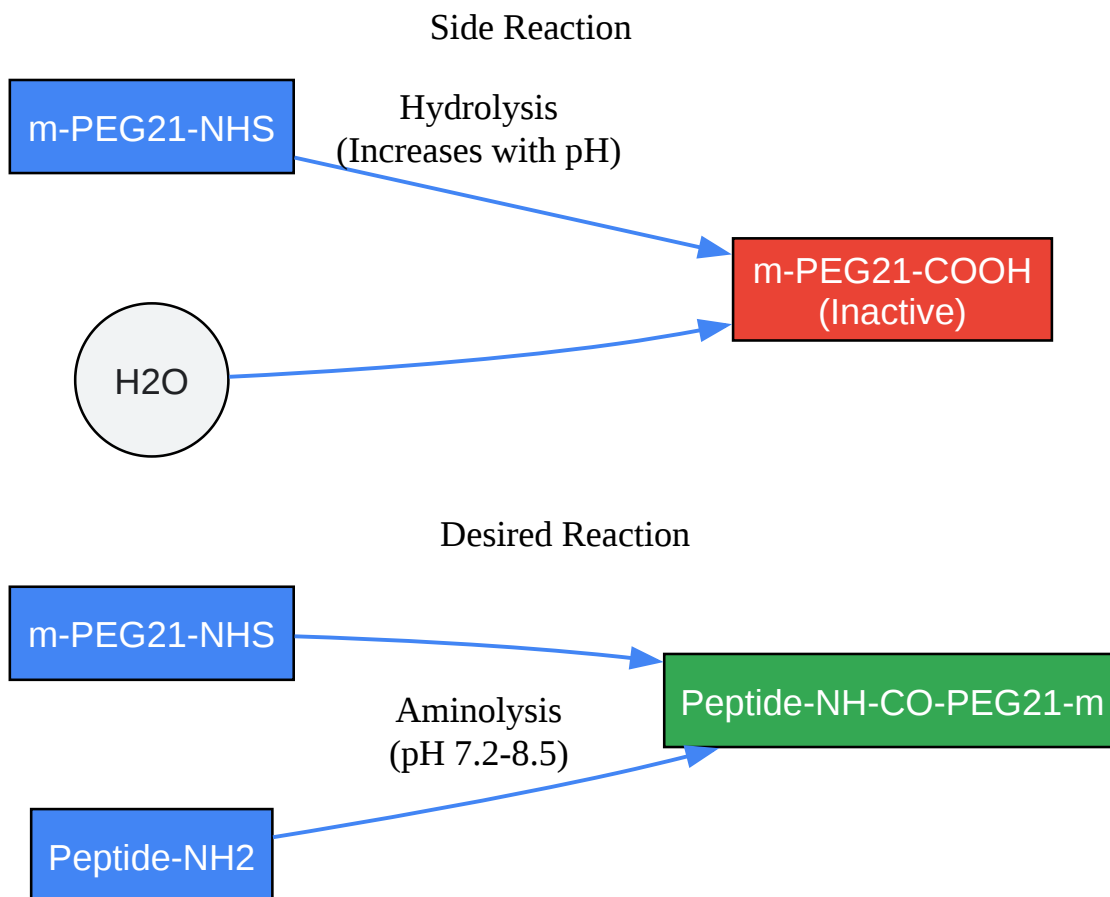 Side Reaction
m-PEG21-NHS
Hydrolysis
(Increases with pH)
m-PEG21-COOH
(Inactive)
H2O
Desired Reaction
m-PEG21-NHS
Peptide-NH-CO-PEG21-m
Aminolysis
(pH 7.2-8.5)
Peptide-NH2